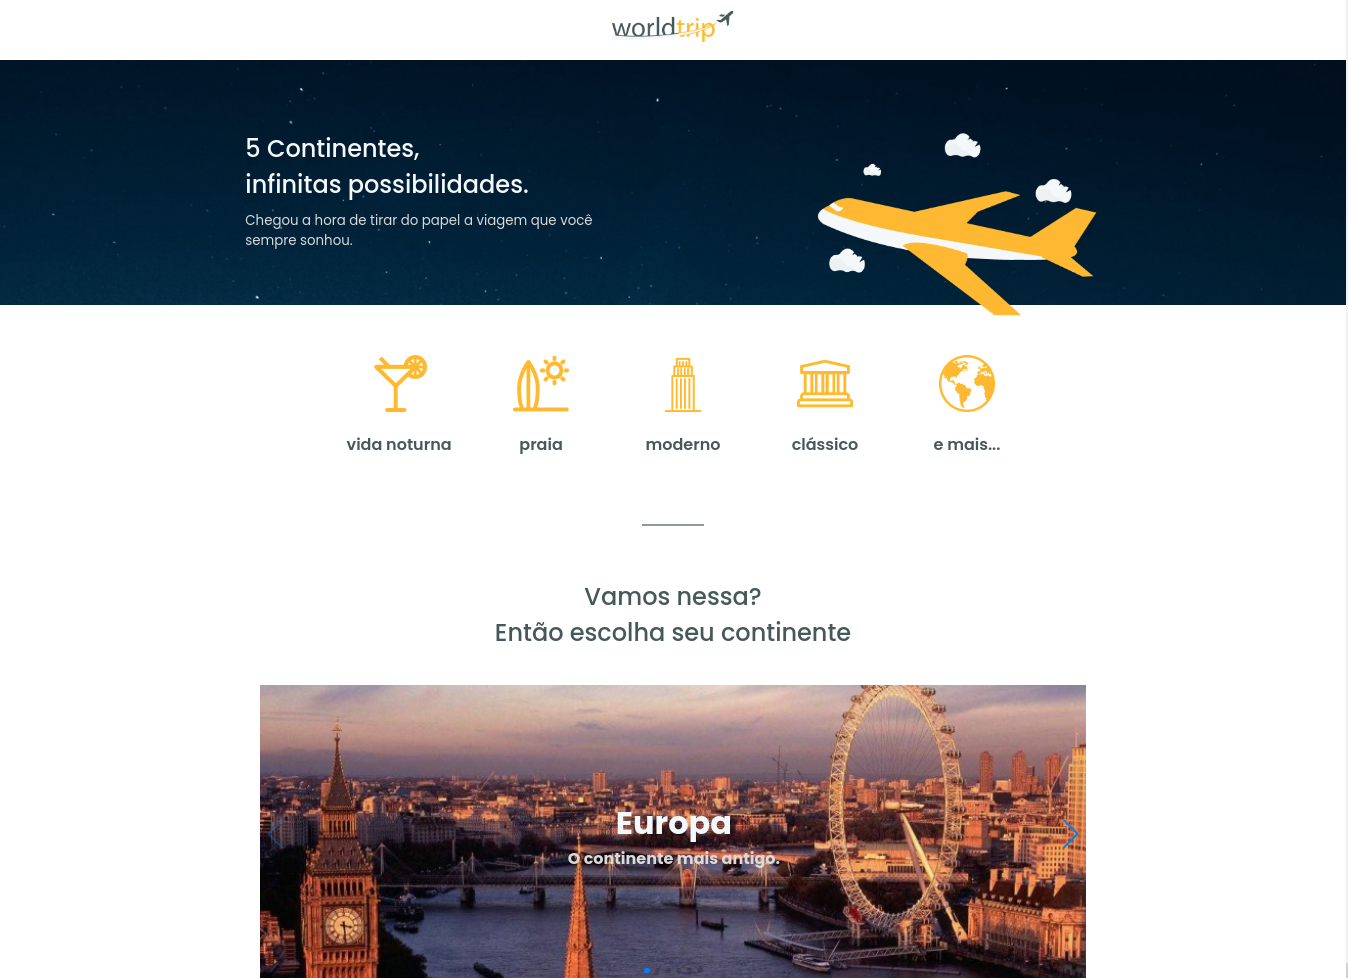 worldtrip
5 Continentes,
infinitas possibilidades.
Chegou a hora de tirar do papel a viagem que você
sempre sonhou.
vida noturna
praia
moderno
clássico
e mais...
Vamos nessa?
Então escolha seu continente
Europa
O continente mais antigo.